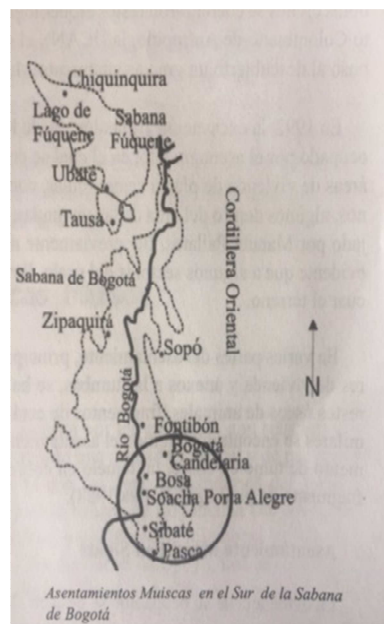 Chiquinquira
Lago de
Fúquene
Sabana
Fúquene
Ubaté
Tausa
Cordillera Oriental
Sabana de Bogotá
Zipaquirá
Sopó
N
Río Bogotá
Fontibón
Bogotá
Candelaría
Bosa
Soacha Porta Alegre
Sibaté
Pasca
Asentamientos Muiscas en el Sur de la Sabana
de Bogotá